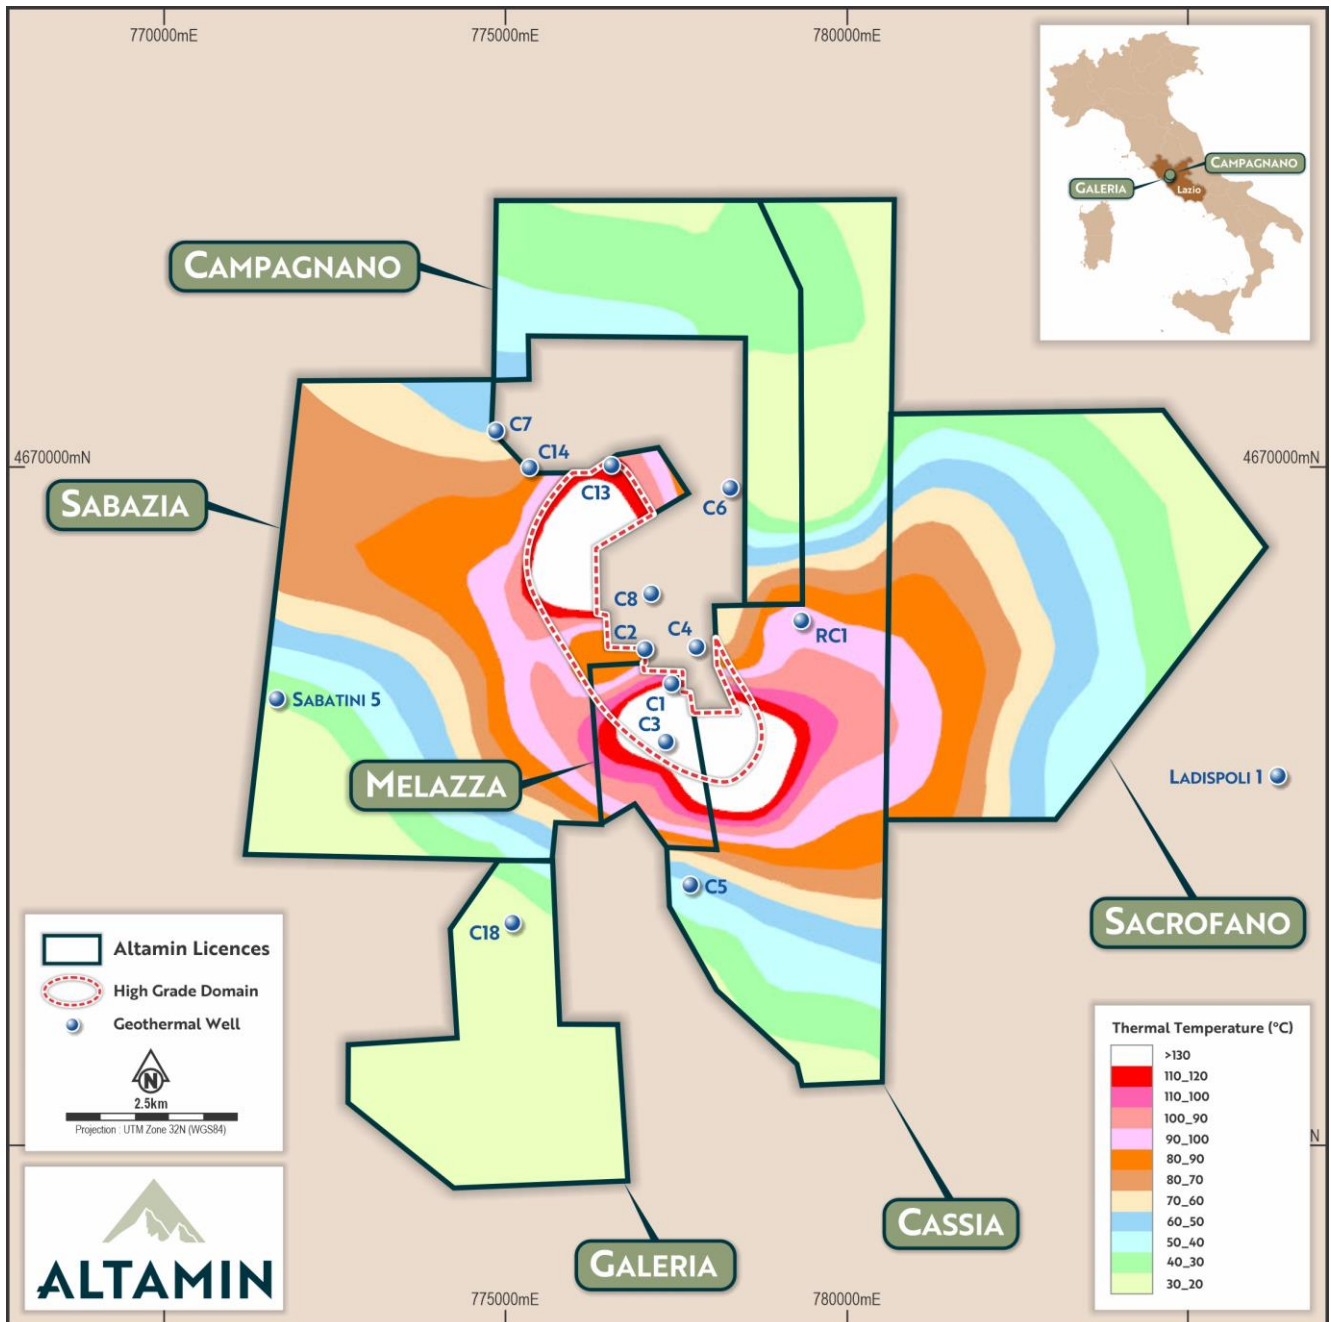 770000mE
775000mE
780000mE
CAMPAGNANO
GALERIA
Lazio
CAMPAGNANO
C7
C14
4670000mN
4670000mN
SABAZIA
C13
C6
C8
C2
C4
RC1
SABATINI 5
C1
C3
MELAZZA
LADISPOLI 1
C5
C18
SACROFANO
Altamin Licences
High Grade Domain
Geothermal Well
N
2.5km
Projection : UTM Zone 32N (WGS84)
Thermal Temperature (°C)
>130
110_120
110_100
100_90
90_100
80_90
80_70
70_60
60_50
50_40
40_30
30_20
N
CASSIA
GALERIA
ALTAMIN
775000mE
780000mE